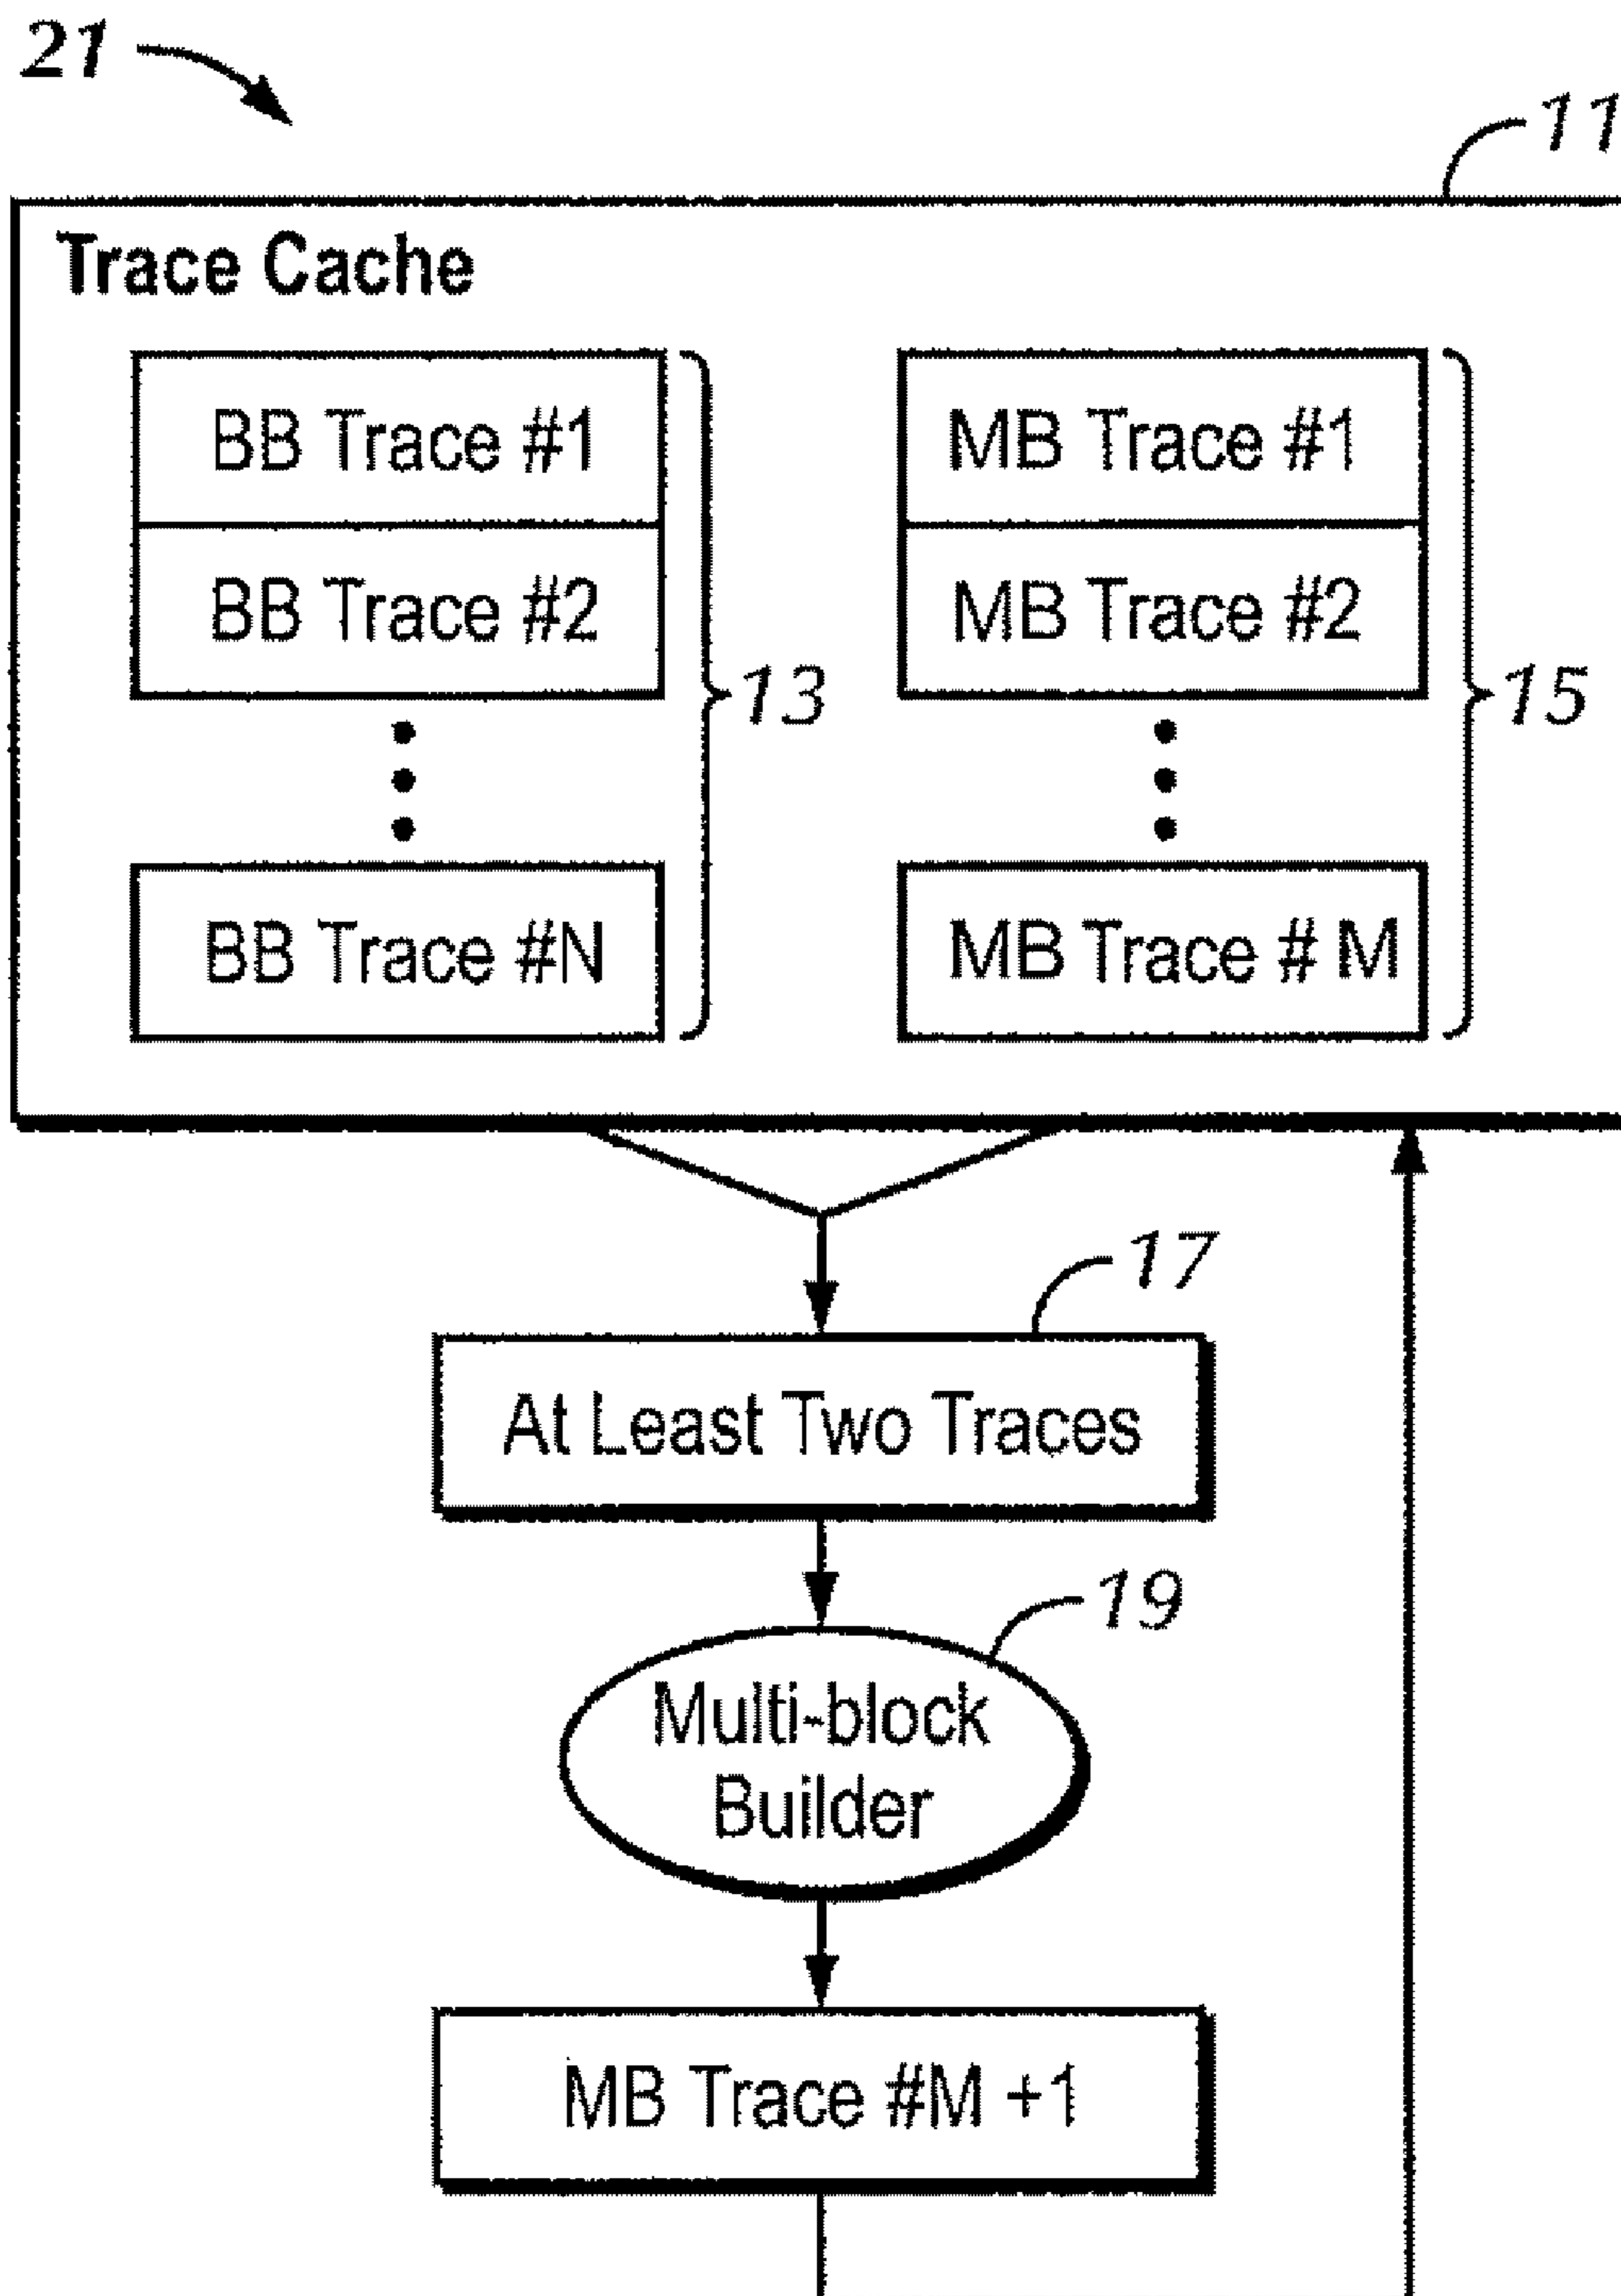 21
11
Trace Cache
BB Trace #1
BB Trace #2
13
BB Trace #N
MB Trace #1
MB Trace #2
15
MB Trace # M
17
At Least Two Traces
19
Multi-block
Builder
MB Trace #M +1